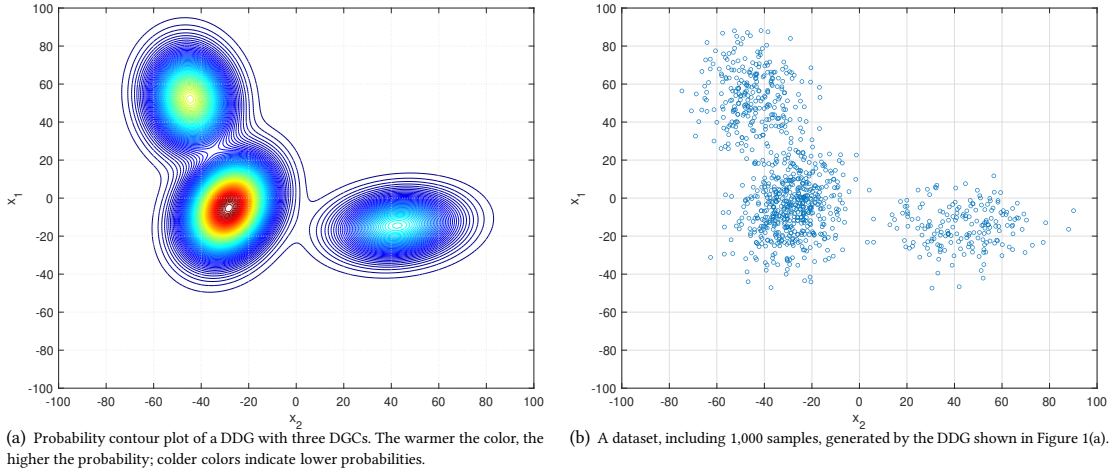 100
80
60
40
20
0
-20
-40
-60
-80
-100
x1
-100 -80 -60 -40 -20 0 20 40 60 80 100
x2
(a) Probability contour plot of a DDG with three DGCs. The warmer the color, the
higher the probability; colder colors indicate lower probabilities.
100
80
60
40
20
0
-20
-40
-60
-80
-100
x1
-100 -80 -60 -40 -20 0 20 40 60 80 100
x2
(b) A dataset, including 1,000 samples, generated by the DDG shown in Figure 1(a).